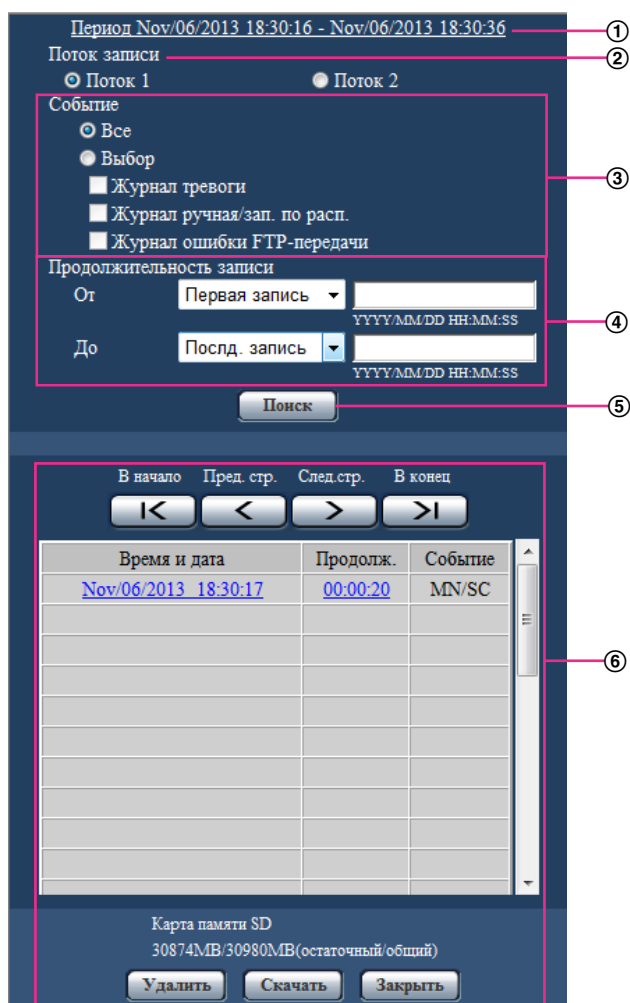 Период Nov/06/2013 18:30:16 - Nov/06/2013 18:30:36 ①
Поток записи ②
Поток 1 Поток 2
Событие
Все
Выбор
③
Журнал тревоги
Журнал ручная/зап. по расп.
Журнал ошибки FTP-передачи
Продолжительность записи
От Первая запись
YYYY/MM/DD HH:MM:SS
④
До Послд. запись
YYYY/MM/DD HH:MM:SS
Поиск ⑤
В начало Пред. стр. След.стр. В конец
Время и дата Продолж. Событие
Nov/06/2013 18:30:17 00:00:20 MN/SC
⑥
Карта памяти SD
30874MB/30980MB(остаточный/общий)
Удалить Скачать Закрыть